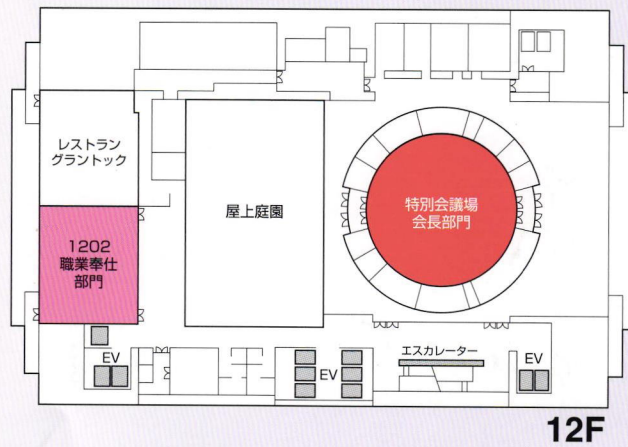 レストラン
グラントック
1202
職業奉仕
部門
屋上庭園
特別会議場
会長部門
EV
EV
エスカレーター
EV
12F